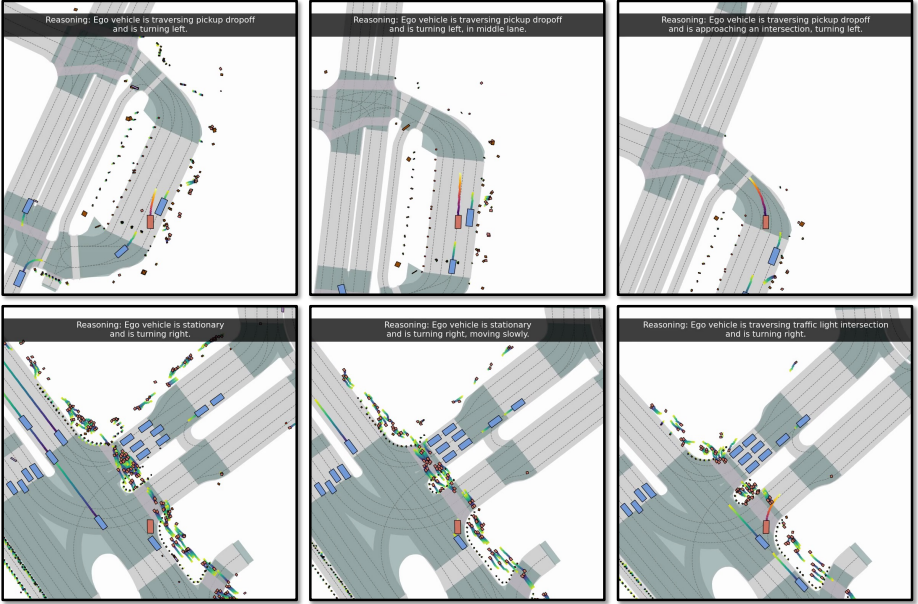 Reasoning: Ego vehicle is traversing pickup dropoff
and is turning left.
Reasoning: Ego vehicle is traversing pickup dropoff
and is turning left, in middle lane.
Reasoning: Ego vehicle is traversing pickup dropoff
and is approaching an intersection, turning left.
Reasoning: Ego vehicle is stationary
and is turning right.
Reasoning: Ego vehicle is stationary
and is turning right, moving slowly.
Reasoning: Ego vehicle is traversing traffic light intersection
and is turning right.